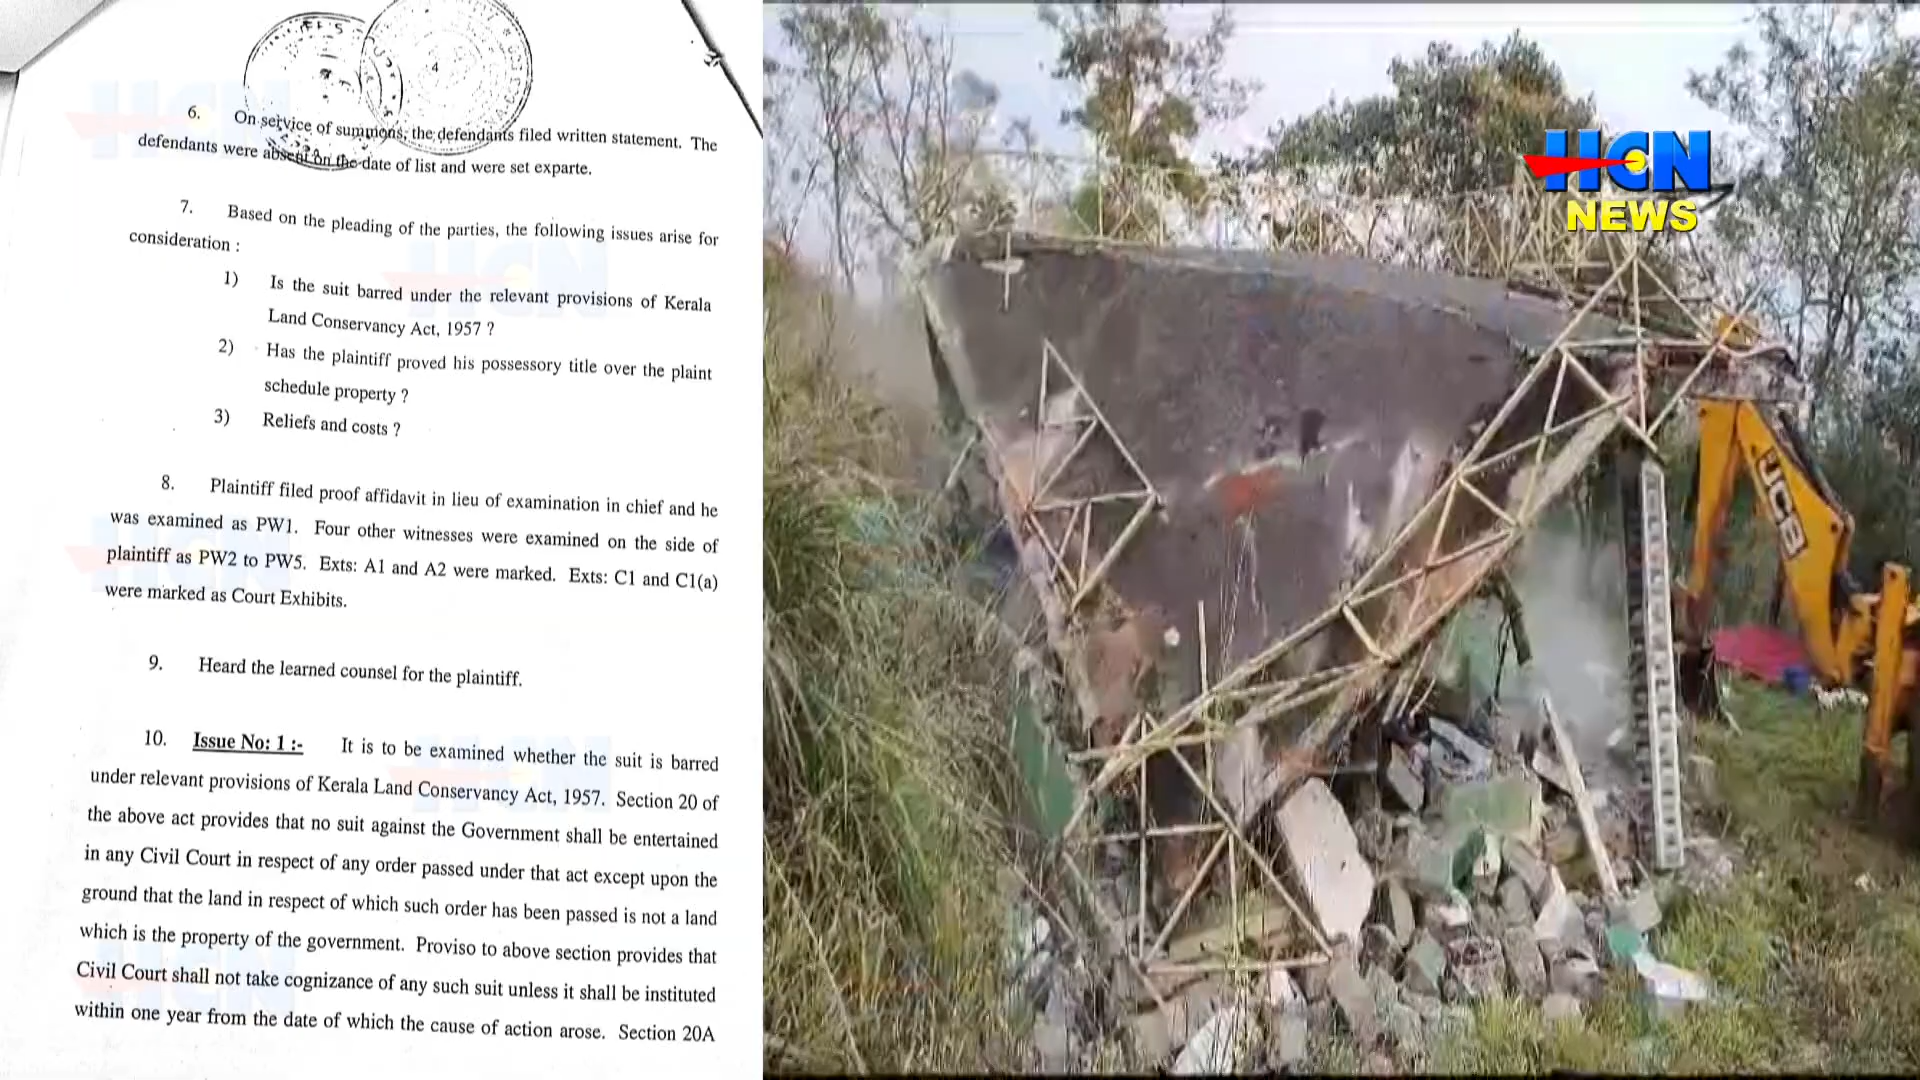 4
6. On service of summons, the defendants filed written statement. The
defendants were absent on the date of list and were set exparte.
7. Based on the pleading of the parties, the following issues arise for
consideration :
1) Is the suit barred under the relevant provisions of Kerala
Land Conservancy Act, 1957 ?
2) Has the plaintiff proved his possessory title over the plaint
schedule property ?
3) Reliefs and costs ?
8. Plaintiff filed proof affidavit in lieu of examination in chief and he
was examined as PW1. Four other witnesses were examined on the side of
plaintiff as PW2 to PW5. Exts: A1 and A2 were marked. Exts: C1 and C1(a)
were marked as Court Exhibits.
9. Heard the learned counsel for the plaintiff.
10. Issue No: 1 :- It is to be examined whether the suit is barred
under relevant provisions of Kerala Land Conservancy Act, 1957. Section 20 of
the above act provides that no suit against the Government shall be entertained
in any Civil Court in respect of any order passed under that act except upon the
ground that the land in respect of which such order has been passed is not a land
which is the property of the government. Proviso to above section provides that
Civil Court shall not take cognizance of any such suit unless it shall be instituted
within one year from the date of which the cause of action arose. Section 20A
HCN
NEWS
JCB